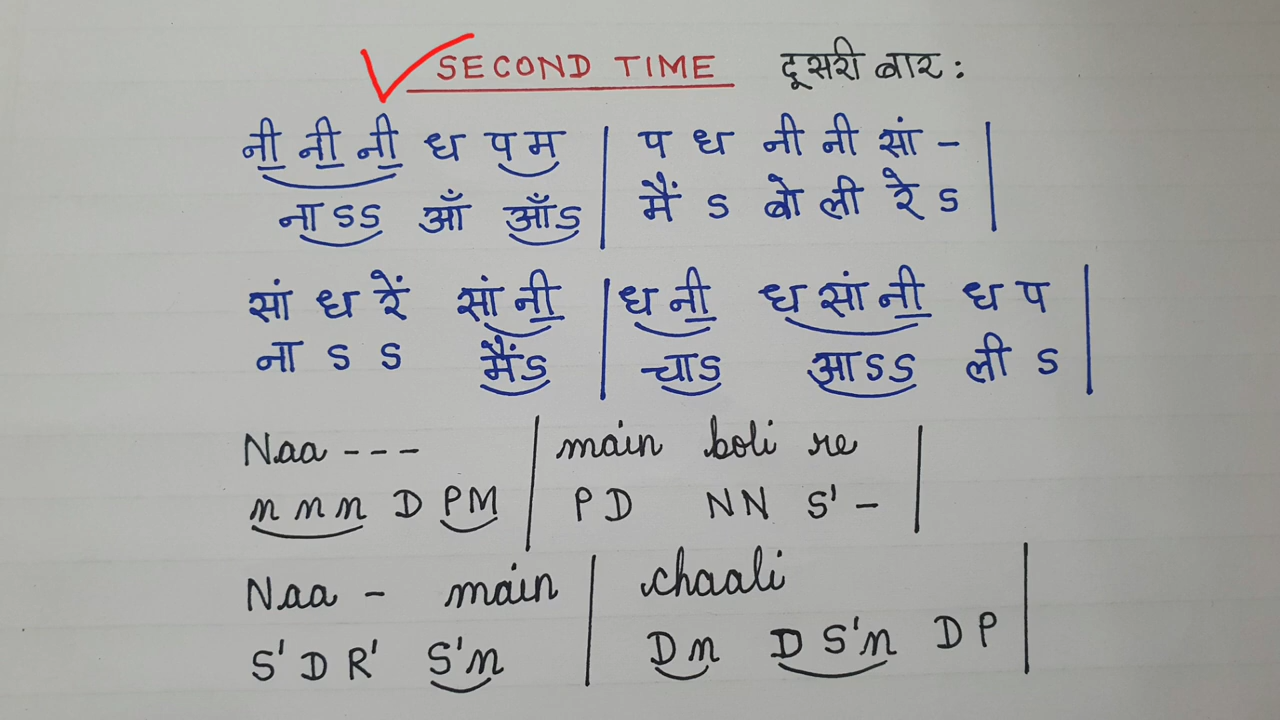 SECOND TIME दूसरी बार:
नी॒ नी॒ नी॒ ध प म | प ध नी नी सां - |
नाऽऽ आँ आँऽ | मैं ऽ बो ली रे ऽ |
सां ध रें सां नी॒ | ध नी॒ ध सां नी॒ ध प |
ना ऽ ऽ मैंऽ | चाऽ आऽऽ ली ऽ |
Naa - - - | main boli re |
n n n D PM | P D N N S' - |
Naa - main | chaali
S' D R' S'n | D n D S'n D P |